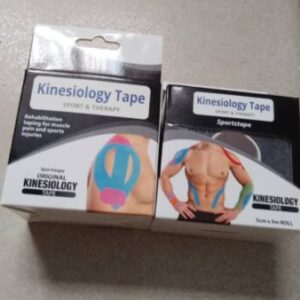 Kinesiology Tape
SPORT & THERAPY
Rehabilitation
taping for muscle
pain and sports
injuries
Sportstape
ORIGINAL
KINESIOLOGY
TAPE
Kinesiology Tape
SPORT & THERAPY
Sportstape
KINESIOLOGY
TAPE
5cm x 5m ROLL